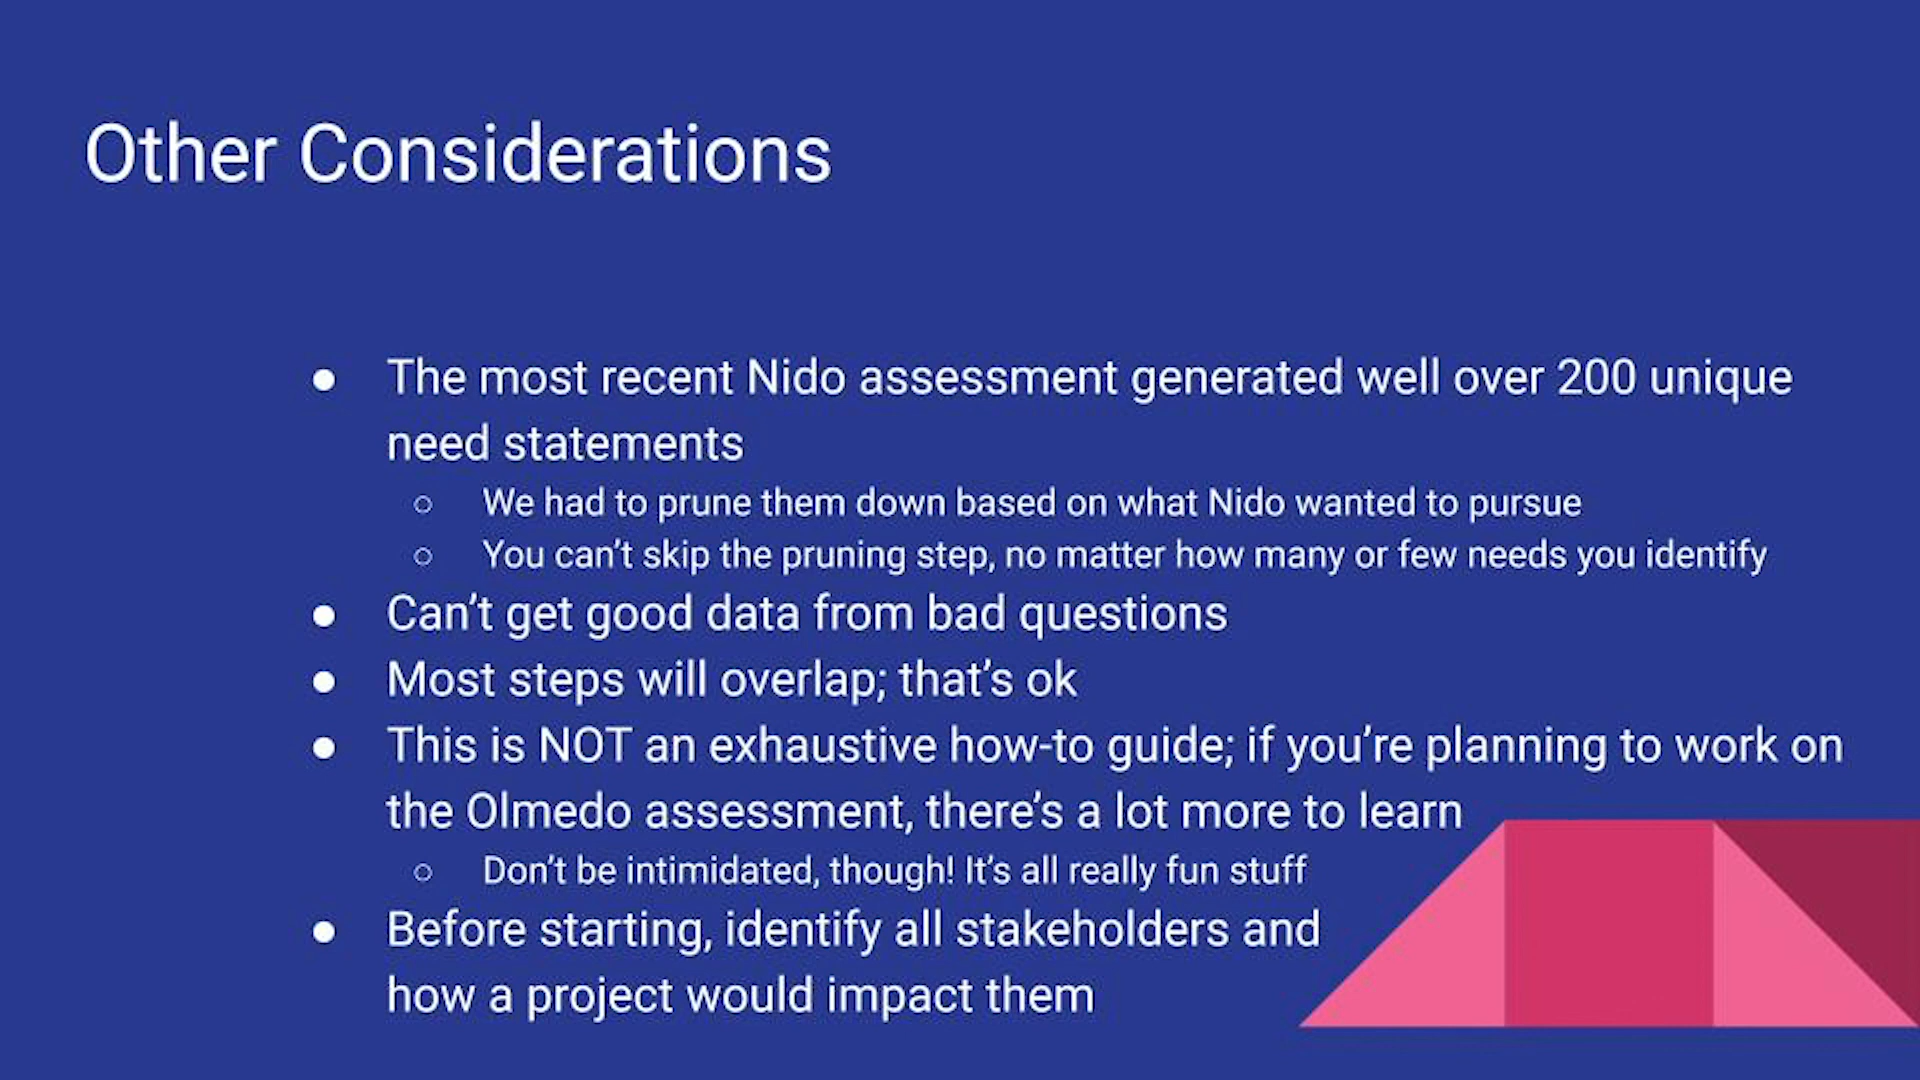 Other Considerations
● The most recent Nido assessment generated well over 200 unique
need statements
○ We had to prune them down based on what Nido wanted to pursue
○ You can’t skip the pruning step, no matter how many or few needs you identify
● Can’t get good data from bad questions
● Most steps will overlap; that’s ok
● This is NOT an exhaustive how-to guide; if you’re planning to work on
the Olmedo assessment, there’s a lot more to learn
○ Don’t be intimidated, though! It’s all really fun stuff
● Before starting, identify all stakeholders and
how a project would impact them